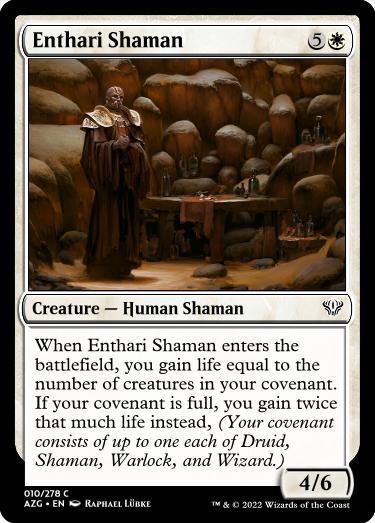 Enthari Shaman 5
Creature — Human Shaman
When Enthari Shaman enters the
battlefield, you gain life equal to the
number of creatures in your covenant.
If your covenant is full, you gain twice
that much life instead, (Your covenant
consists of up to one each of Druid,
Shaman, Warlock, and Wizard.)
4/6
010/278 C
AZG • EN Raphael Lübke ™ & © 2022 Wizards of the Coast